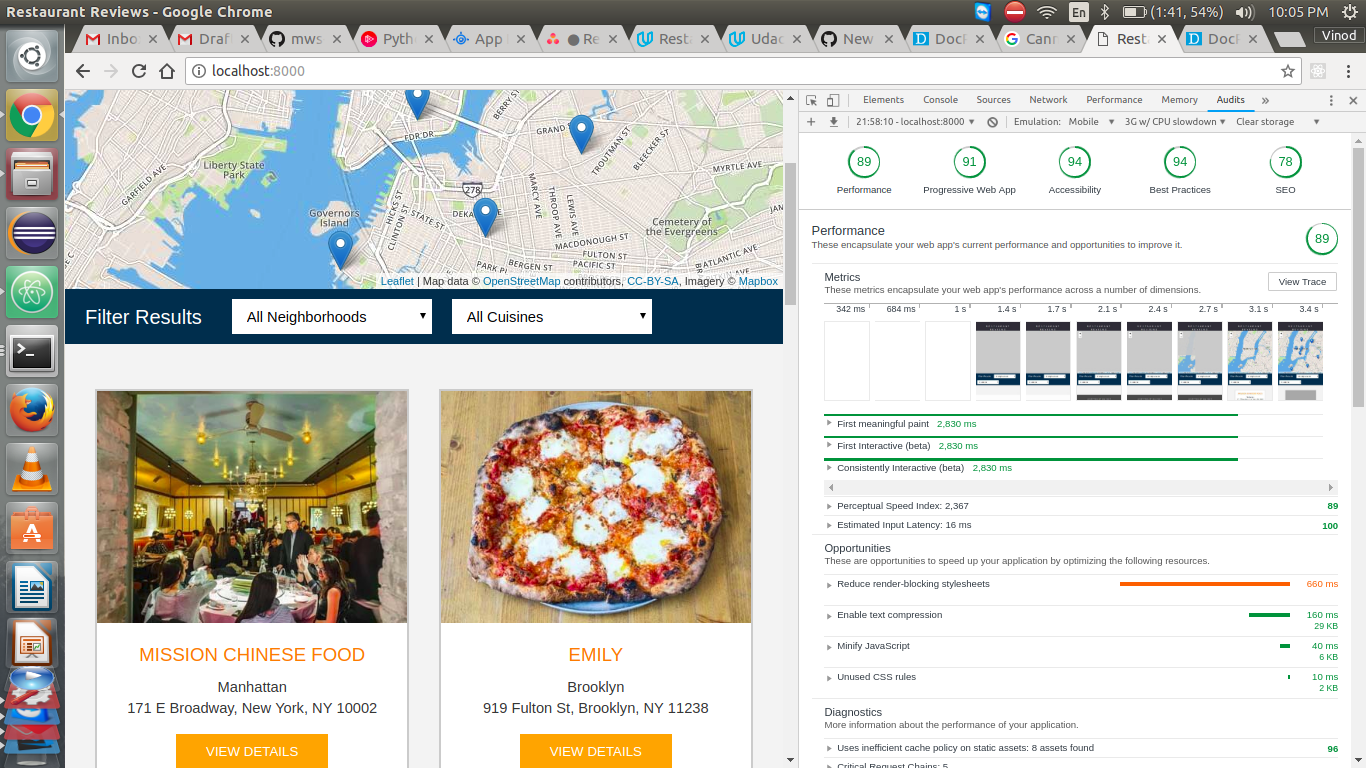 Restaurant Reviews - Google Chrome
En
(1:41, 54%)
10:05 PM
Inbo
Draf
mws
Pyth
App
Re
Resta
Udac
New
DocF
Cann
Resta
DocF
Vinod
localhost:8000
Liberty State
Park
GARFIELD AVE
Governors
Island
FDR DR
BERRY ST
GRAND
TROUTMAN ST
BLEECKER ST
MYRTLE AVE
278
HICKS ST
CLINTON ST
STATE ST
DEKA
MARCY AVE
THROOP AVE
LEWIS AVE
Cemetery of
the Evergreens
MACDONOUGH ST
FULTON ST
PACIFIC ST
BERGEN ST
PARK PL
ATLANTIC AVE
Leaflet | Map data © OpenStreetMap contributors, CC-BY-SA, Imagery © Mapbox
Filter Results
All Neighborhoods
All Cuisines
MISSION CHINESE FOOD
Manhattan
171 E Broadway, New York, NY 10002
VIEW DETAILS
EMILY
Brooklyn
919 Fulton St, Brooklyn, NY 11238
VIEW DETAILS
Elements Console Sources Network Performance Memory Audits »
21:58:10 - localhost:8000 Emulation: Mobile 3G w/ CPU slowdown Clear storage
89 91 94 94 78
Performance Progressive Web App Accessibility Best Practices SEO
Performance
These encapsulate your web app's current performance and opportunities to improve it.
89
Metrics
These metrics encapsulate your web app's performance across a number of dimensions.
View Trace
342 ms 684 ms 1 s 1.4 s 1.7 s 2.1 s 2.4 s 2.7 s 3.1 s 3.4 s
First meaningful paint 2,830 ms
First Interactive (beta) 2,830 ms
Consistently Interactive (beta) 2,830 ms
Perceptual Speed Index: 2,367 89
Estimated Input Latency: 16 ms 100
Opportunities
These are opportunities to speed up your application by optimizing the following resources.
Reduce render-blocking stylesheets 660 ms
Enable text compression 160 ms
29 KB
Minify JavaScript 40 ms
6 KB
Unused CSS rules 10 ms
2 KB
Diagnostics
More information about the performance of your application.
Uses inefficient cache policy on static assets: 8 assets found 96
Critical Request Chains: 5